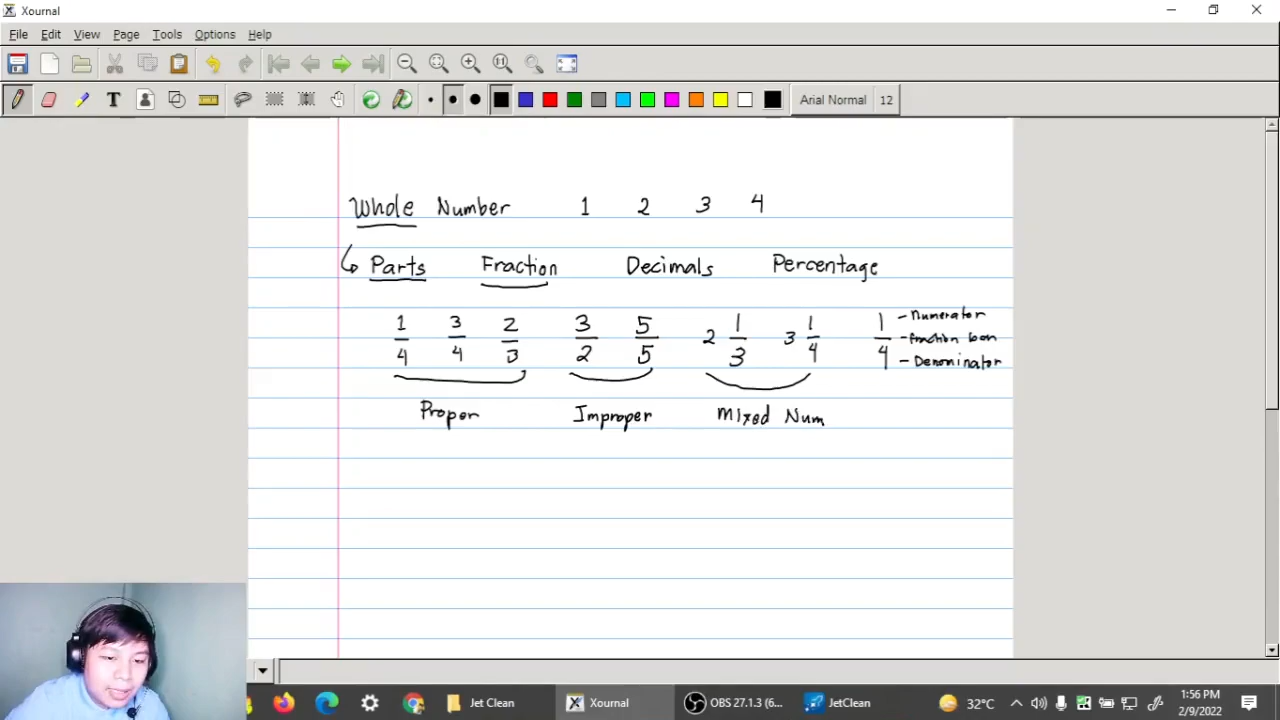 Xournal
File Edit View Page Tools Options Help
Arial Normal 12
Whole Number 1 2 3 4
Parts Fraction Decimals Percentage
1/4 3/4 2/3 3/2 5/5 2 1/3 3 1/4 1/4 - Numerator
- Fraction bar
- Denominator
Proper Improper Mixed Num
Jet Clean Xournal OBS 27.1.3 (6... JetClean 32°C 1:56 PM
2/9/2022